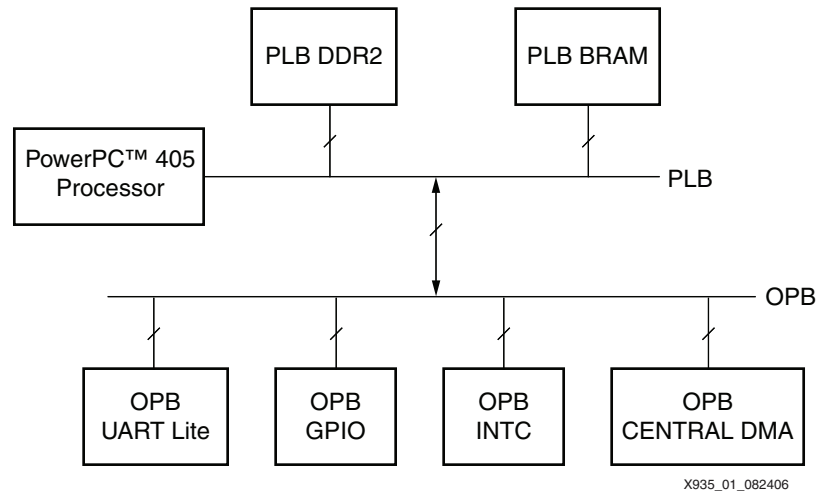 PLB DDR2
PLB BRAM
PowerPC™ 405
Processor
PLB
OPB
OPB
UART Lite
OPB
GPIO
OPB
INTC
OPB
CENTRAL DMA
X935_01_082406